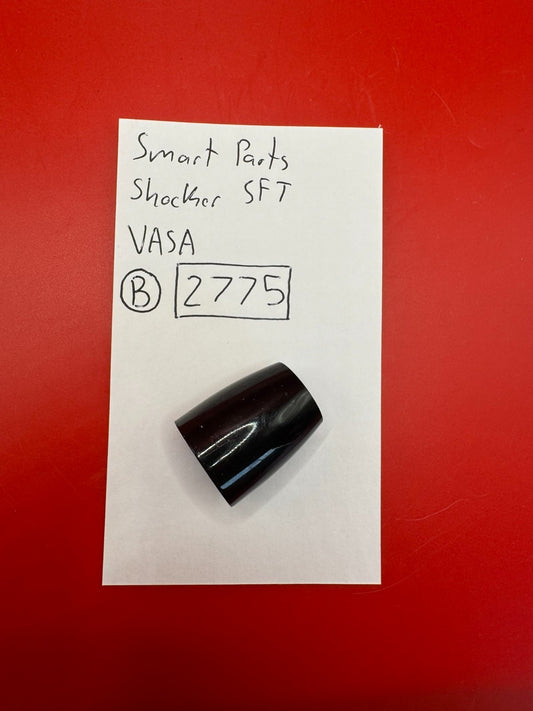 Smart Parts
Shocker SFT
VASA
B 2775